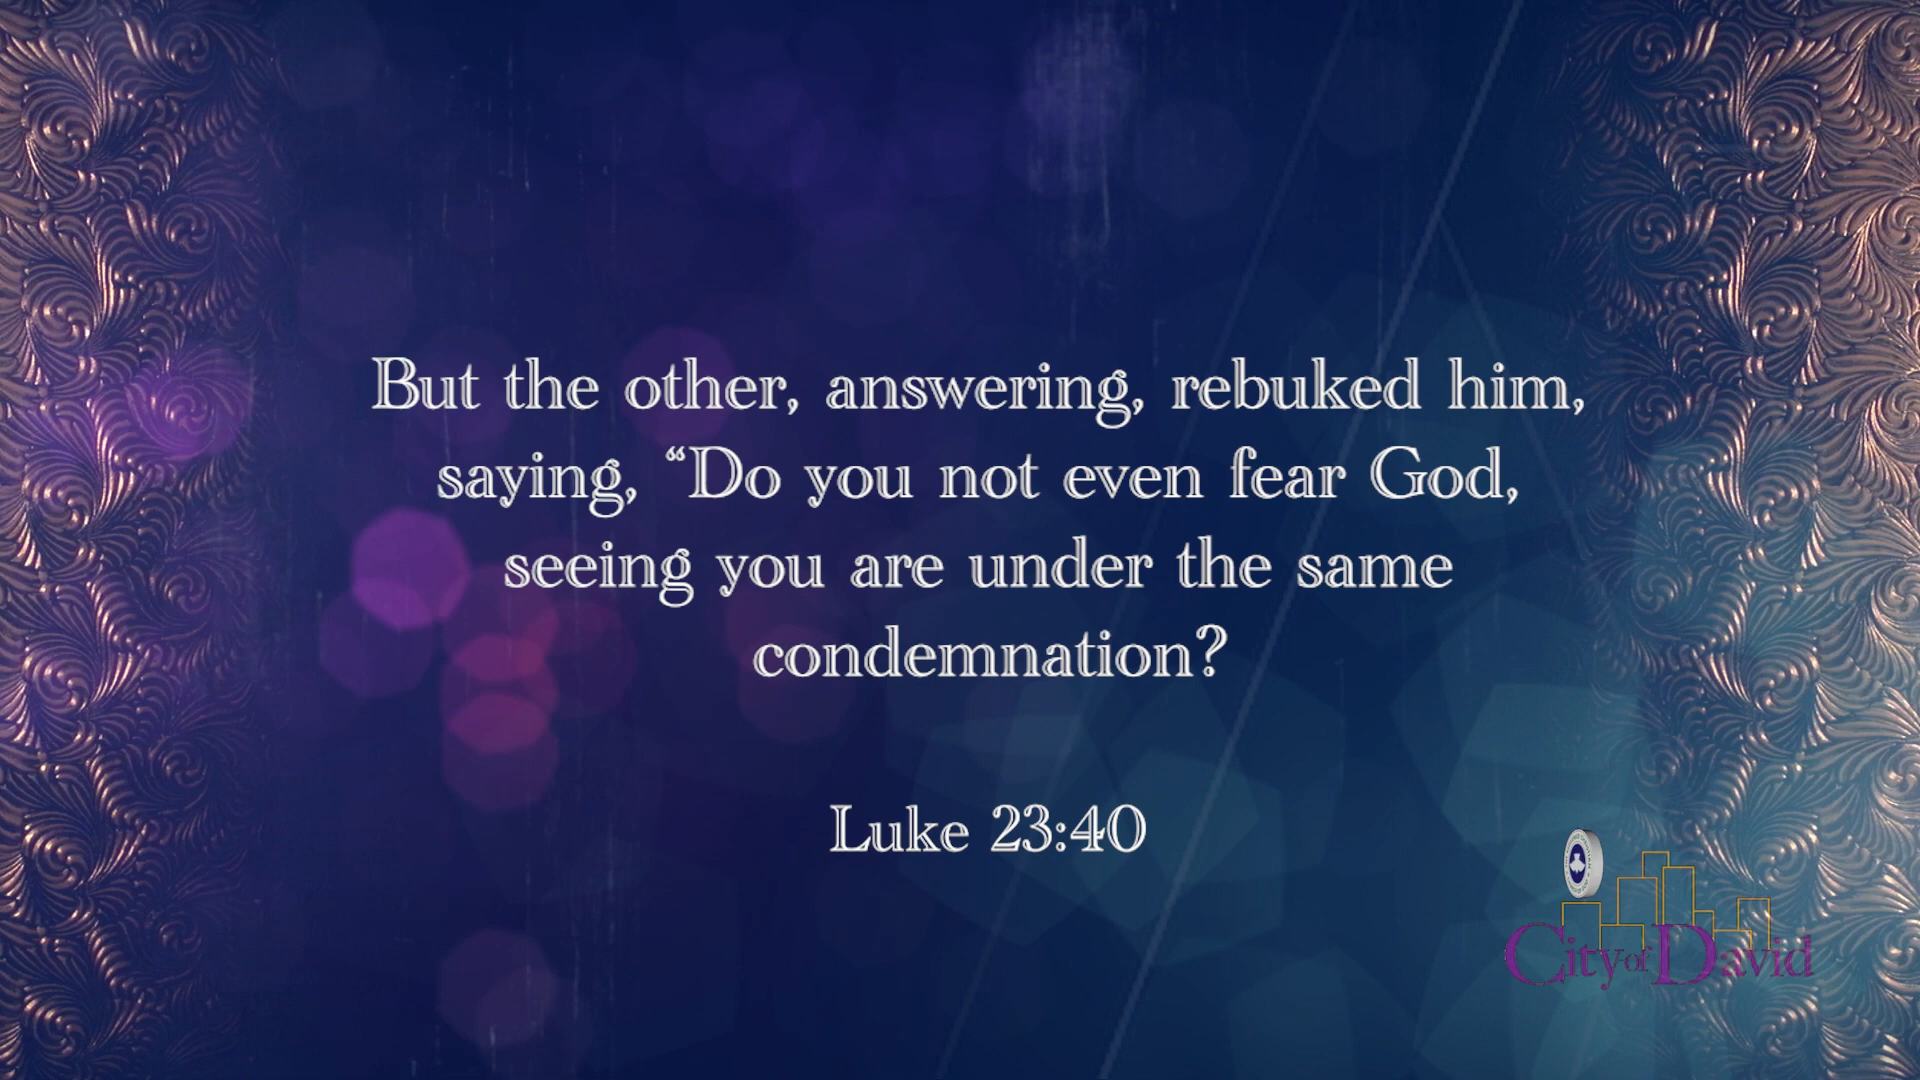 But the other, answering, rebuked him,
saying, “Do you not even fear God,
seeing you are under the same
condemnation?
Luke 23:40
City of David